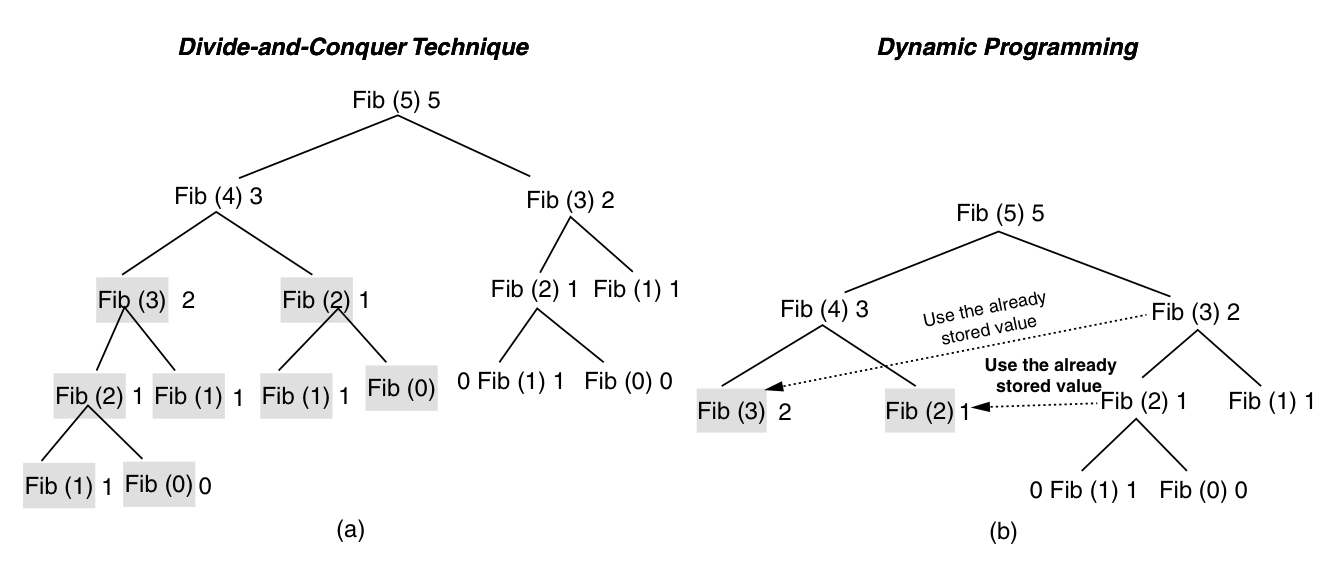 Divide-and-Conquer Technique
Dynamic Programming
Fib (5) 5
Fib (4) 3
Fib (3) 2
Fib (3) 2
Fib (2) 1
Fib (2) 1
Fib (1) 1
Fib (2) 1
Fib (1) 1
Fib (1) 1
Fib (0)
0 Fib (1) 1
Fib (0) 0
Fib (1) 1
Fib (0) 0
(a)
Fib (5) 5
Fib (4) 3
Use the already
stored value
Fib (3) 2
Use the already
stored value
Fib (3) 2
Fib (2) 1
Fib (2) 1
Fib (1) 1
0 Fib (1) 1
Fib (0) 0
(b)